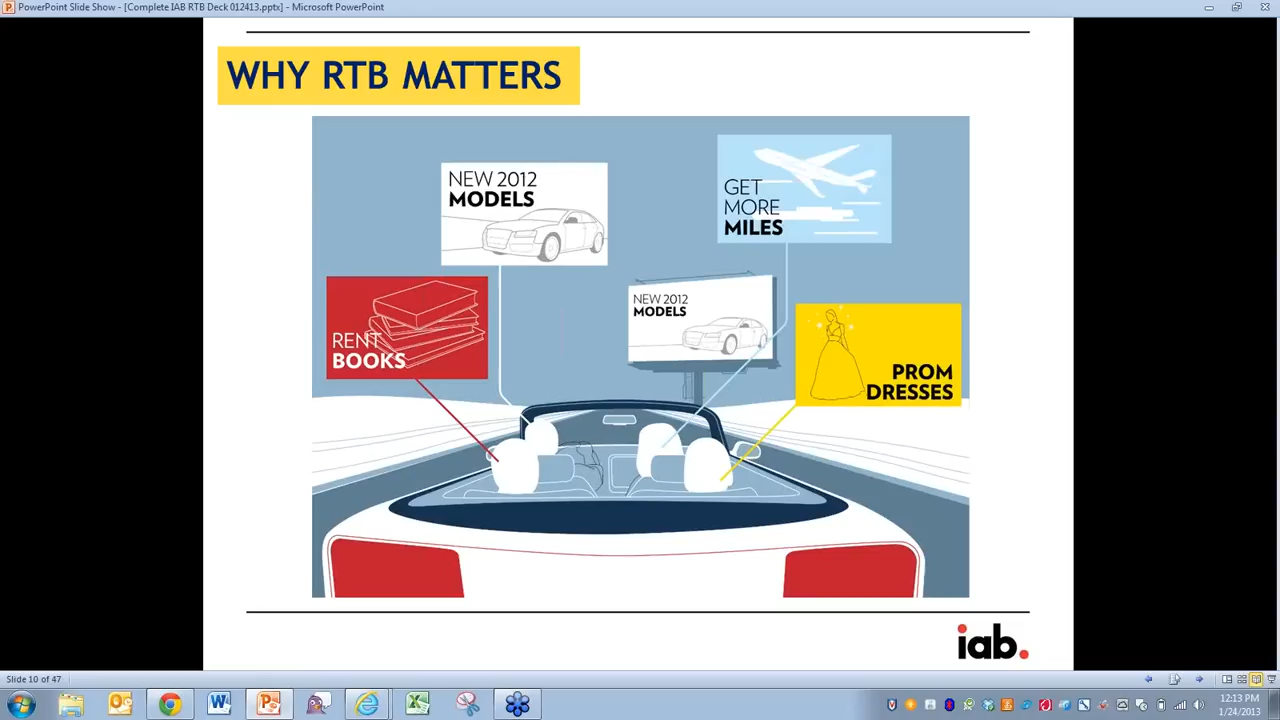 PowerPoint Slide Show - [Complete IAB RTB Deck 012413.pptx] - Microsoft PowerPoint
WHY RTB MATTERS
NEW 2012
MODELS
GET
MORE
MILES
RENT
BOOKS
NEW 2012
MODELS
PROM
DRESSES
iab.
Slide 10 of 47
12:13 PM
1/24/2013